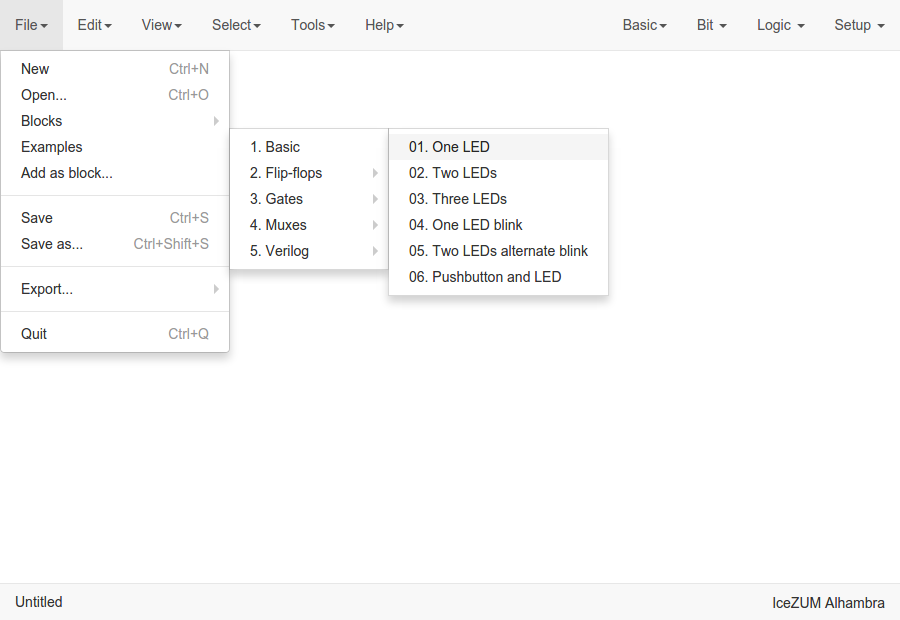 File Edit View Select Tools Help Basic Bit Logic Setup
New Ctrl+N
Open... Ctrl+O
Blocks
Examples
Add as block...
Save Ctrl+S
Save as... Ctrl+Shift+S
Export...
Quit Ctrl+Q
1. Basic
2. Flip-flops
3. Gates
4. Muxes
5. Verilog
01. One LED
02. Two LEDs
03. Three LEDs
04. One LED blink
05. Two LEDs alternate blink
06. Pushbutton and LED
Untitled IceZUM Alhambra